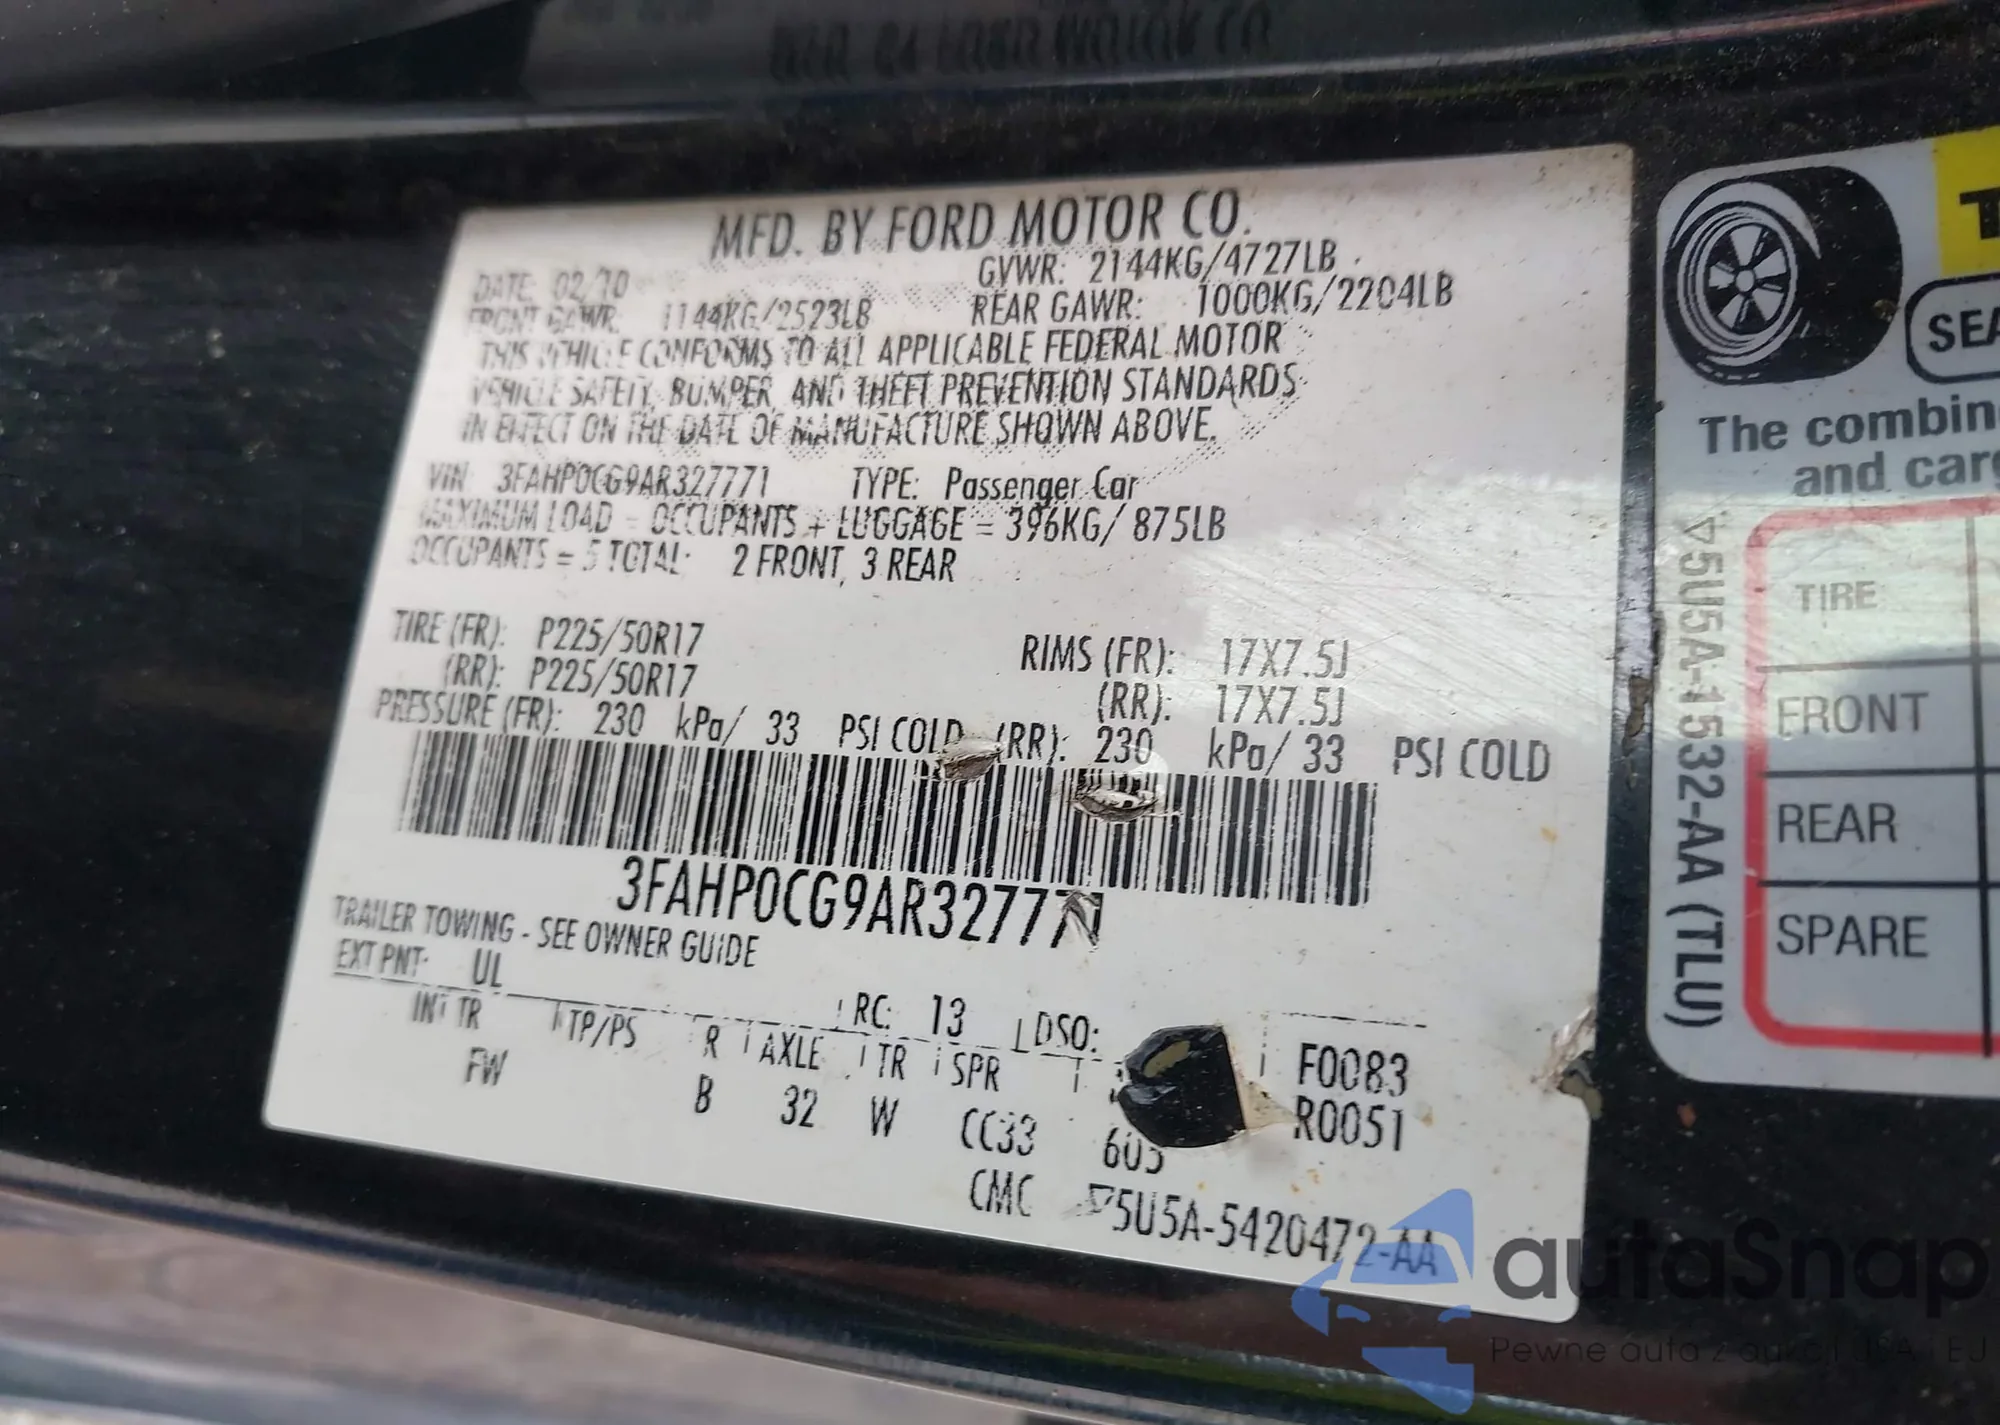 MFD. BY FORD MOTOR CO.
DATE: 02/10 GVWR: 2144KG/4727LB
FRONT GAWR: 1144KG/2523LB REAR GAWR: 1000KG/2204LB
THIS VEHICLE CONFORMS TO ALL APPLICABLE FEDERAL MOTOR
VEHICLE SAFETY, BUMPER, AND THEFT PREVENTION STANDARDS
IN EFFECT ON THE DATE OF MANUFACTURE SHOWN ABOVE.
VIN: 3FAHP0CG9AR327771 TYPE: Passenger Car
MAXIMUM LOAD = OCCUPANTS + LUGGAGE = 396KG/ 875LB
OCCUPANTS = 5 TOTAL: 2 FRONT, 3 REAR
TIRE (FR): P225/50R17 RIMS (FR): 17X7.5J
(RR): P225/50R17 (RR): 17X7.5J
PRESSURE (FR): 230 kPa/ 33 PSI COLD (RR): 230 kPa/ 33 PSI COLD
3FAHP0CG9AR327771
TRAILER TOWING - SEE OWNER GUIDE
EXT PNT: UL RC: 13 DSO:
INT TR TP/PS R AXLE TR SPR F0083
FW B 32 W CC33 R0051
CMC ▽5U5A-5420472-AA
SEA
The combin
and carg
TIRE
FRONT
REAR
SPARE
▽5U5A-1532-AA (TLU)
autaSnap
Pewne auta z aukcji USA i EU